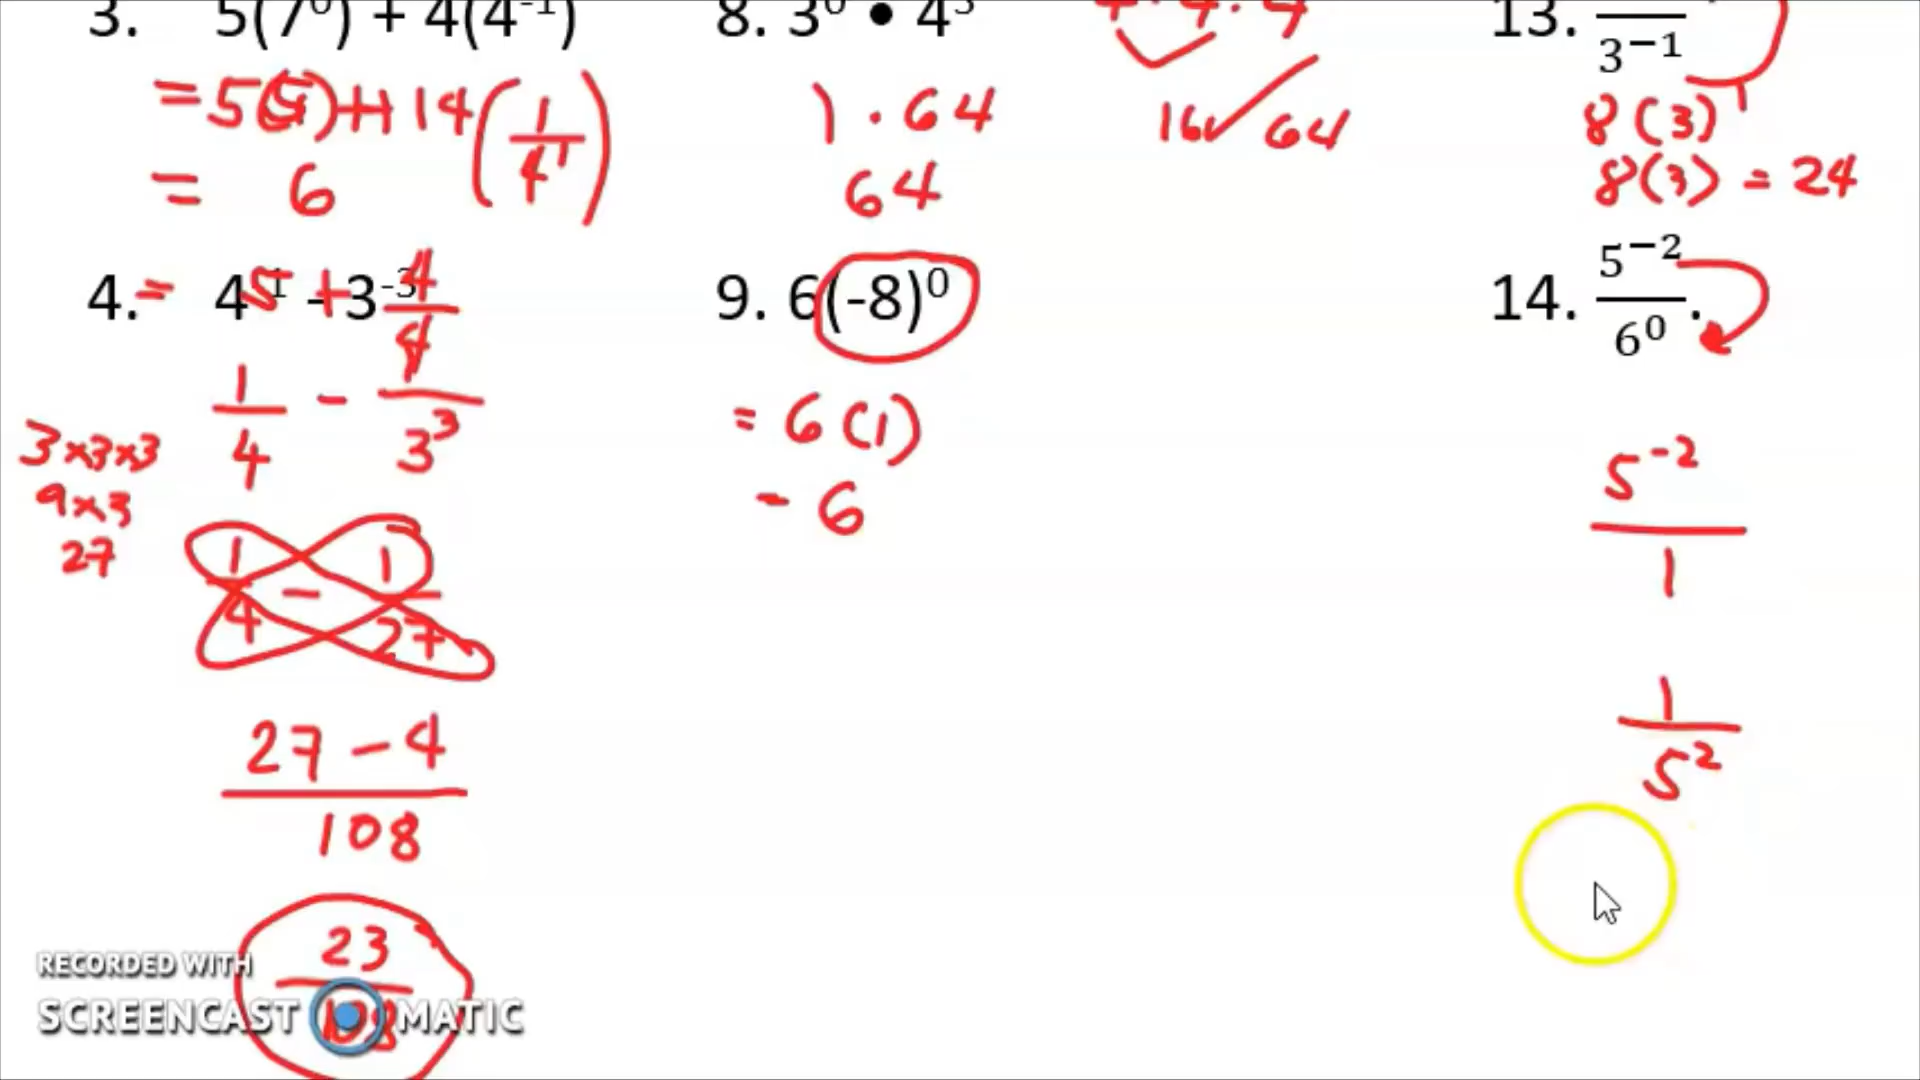 3. 5(7⁰) + 4(4⁻¹)
= 6
4. 4⁻¹ - 3⁻³
= 5 + 4/4
1/4 - /3³
3x3x3
9x3
27
1/4 - 1/27
27 - 4
108
23
108
8. 3⁰ • 4³
1 · 64
64
16 64
9. 6(-8)⁰
= 6 (1)
- 6
13. 3⁻¹
8 (3)¹
8(3) = 24
14. 5⁻²/6⁰ .
5⁻²
1
1
5²
RECORDED WITH
SCREENCAST MATIC